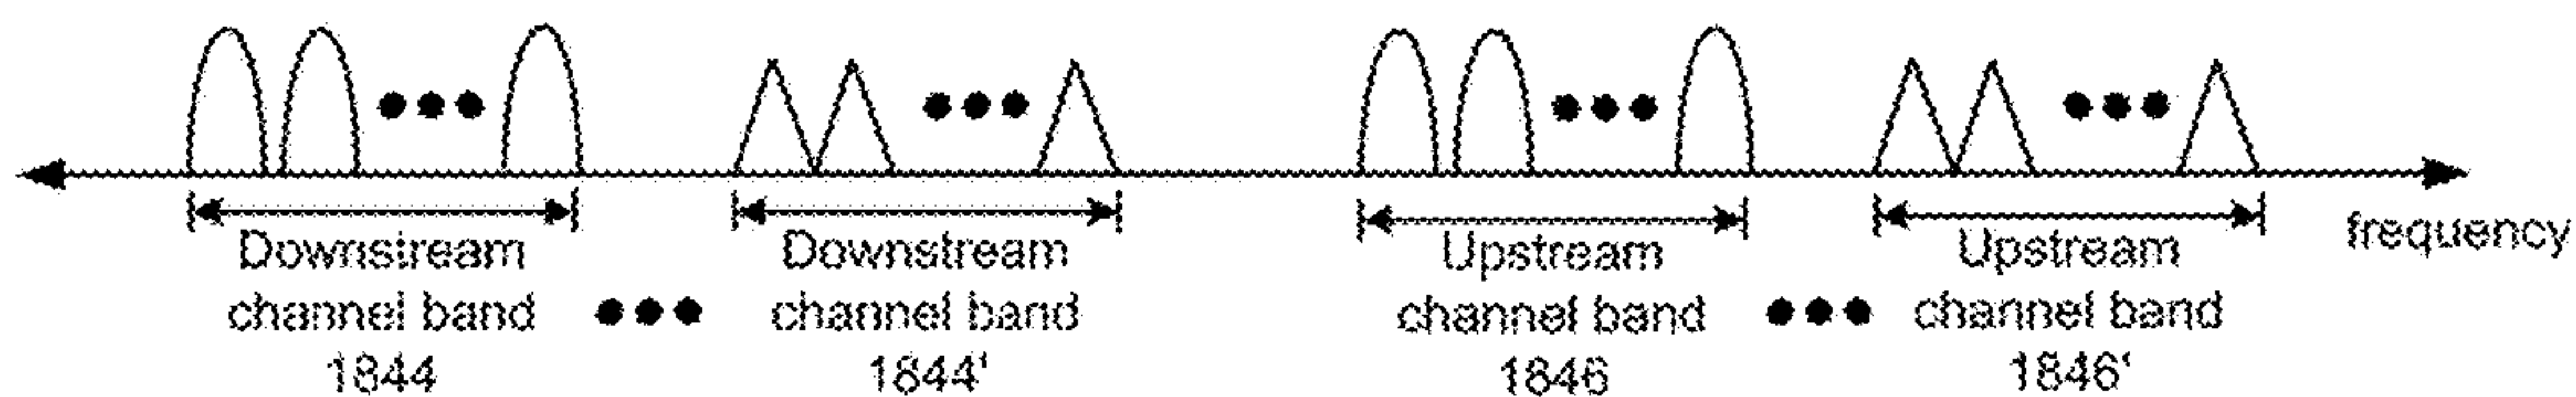 Downstream
channel band
1844
Downstream
channel band
1844'
Upstream
channel band
1846
Upstream
channel band
1846'
frequency